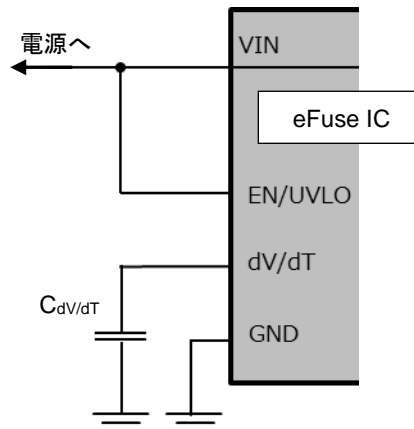 電源へ
VIN
eFuse IC
EN/UVLO
dV/dT
CdV/dT
GND